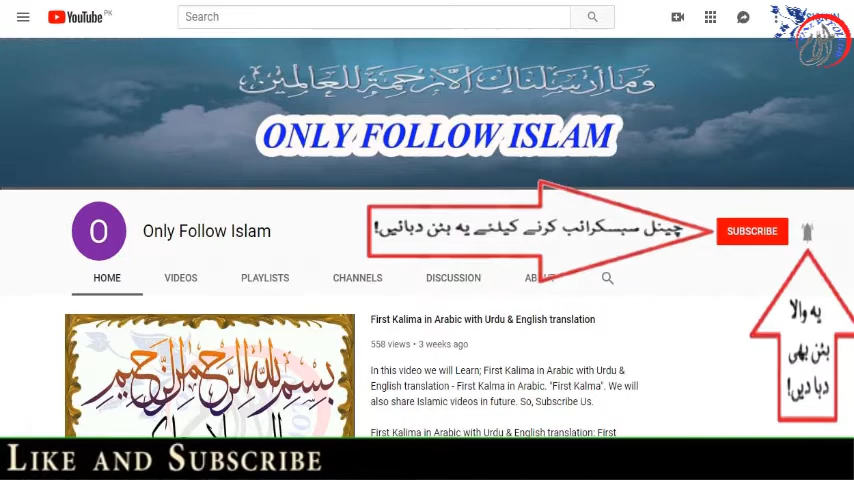 YouTube PK
Search
وما أرسلناك إلا رحمة للعالمين
ONLY FOLLOW ISLAM
O
Only Follow Islam
چینل سبسکرائب کرنے کیلئے یہ بٹن دبائیں!
SUBSCRIBE
HOME
VIDEOS
PLAYLISTS
CHANNELS
DISCUSSION
یہ والا
بٹن بھی
دبا دیں!
First Kalima in Arabic with Urdu & English translation
558 views • 3 weeks ago
In this video we will Learn; First Kalima in Arabic with Urdu &
English translation - First Kalma in Arabic. "First Kalma". We will
also share Islamic videos in future. So, Subscribe Us.
First Kalima in Arabic with Urdu & English translation: First
بسم الله الرحمن الرحيم
LIKE AND SUBSCRIBE